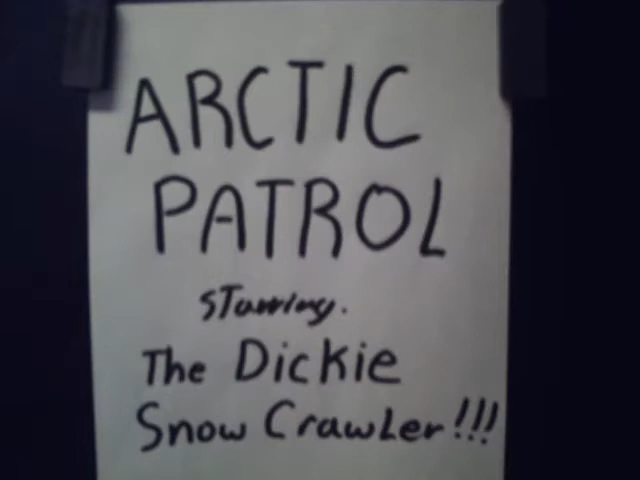 ARCTIC
PATROL
STarring.
The Dickie
Snow Crawler!!!